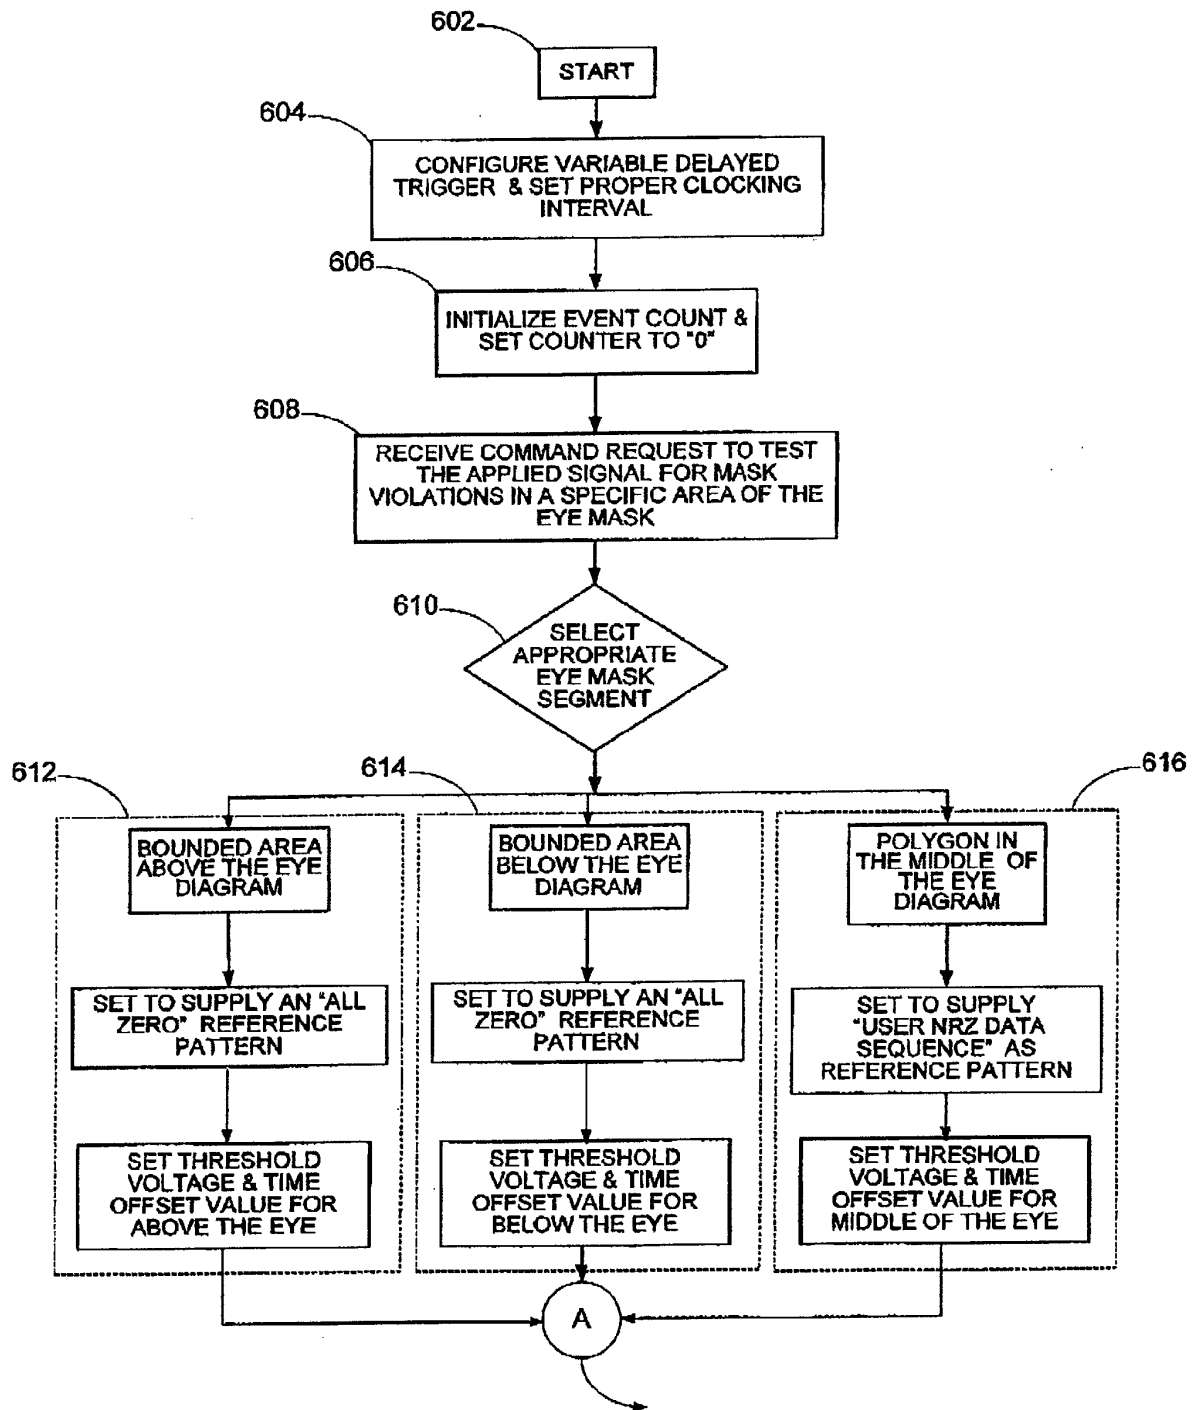 602
START
604
CONFIGURE VARIABLE DELAYED
TRIGGER & SET PROPER CLOCKING
INTERVAL
606
INITIALIZE EVENT COUNT &
SET COUNTER TO "0"
608
RECEIVE COMMAND REQUEST TO TEST
THE APPLIED SIGNAL FOR MASK
VIOLATIONS IN A SPECIFIC AREA OF THE
EYE MASK
610
SELECT
APPROPRIATE
EYE MASK
SEGMENT
612
BOUNDED AREA
ABOVE THE EYE
DIAGRAM
SET TO SUPPLY AN "ALL
ZERO" REFERENCE
PATTERN
SET THRESHOLD
VOLTAGE & TIME
OFFSET VALUE FOR
ABOVE THE EYE
614
BOUNDED AREA
BELOW THE EYE
DIAGRAM
SET TO SUPPLY AN "ALL
ZERO" REFERENCE
PATTERN
SET THRESHOLD
VOLTAGE & TIME
OFFSET VALUE FOR
BELOW THE EYE
616
POLYGON IN
THE MIDDLE OF
THE EYE
DIAGRAM
SET TO SUPPLY
"USER NRZ DATA
SEQUENCE" AS
REFERENCE PATTERN
SET THRESHOLD
VOLTAGE & TIME
OFFSET VALUE FOR
MIDDLE OF THE EYE
A